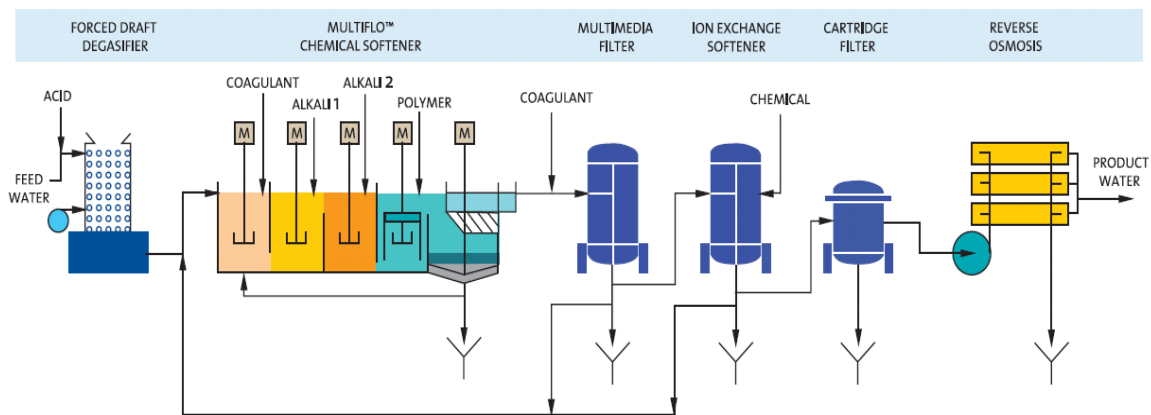 FORCED DRAFT
DEGASIFIER
MULTIFLO™
CHEMICAL SOFTENER
MULTIMEDIA
FILTER
ION EXCHANGE
SOFTENER
CARTRIDGE
FILTER
REVERSE
OSMOSIS
ACID
FEED
WATER
COAGULANT
ALKALI 1
ALKALI 2
POLYMER
M
M
M
M
M
COAGULANT
CHEMICAL
PRODUCT
WATER